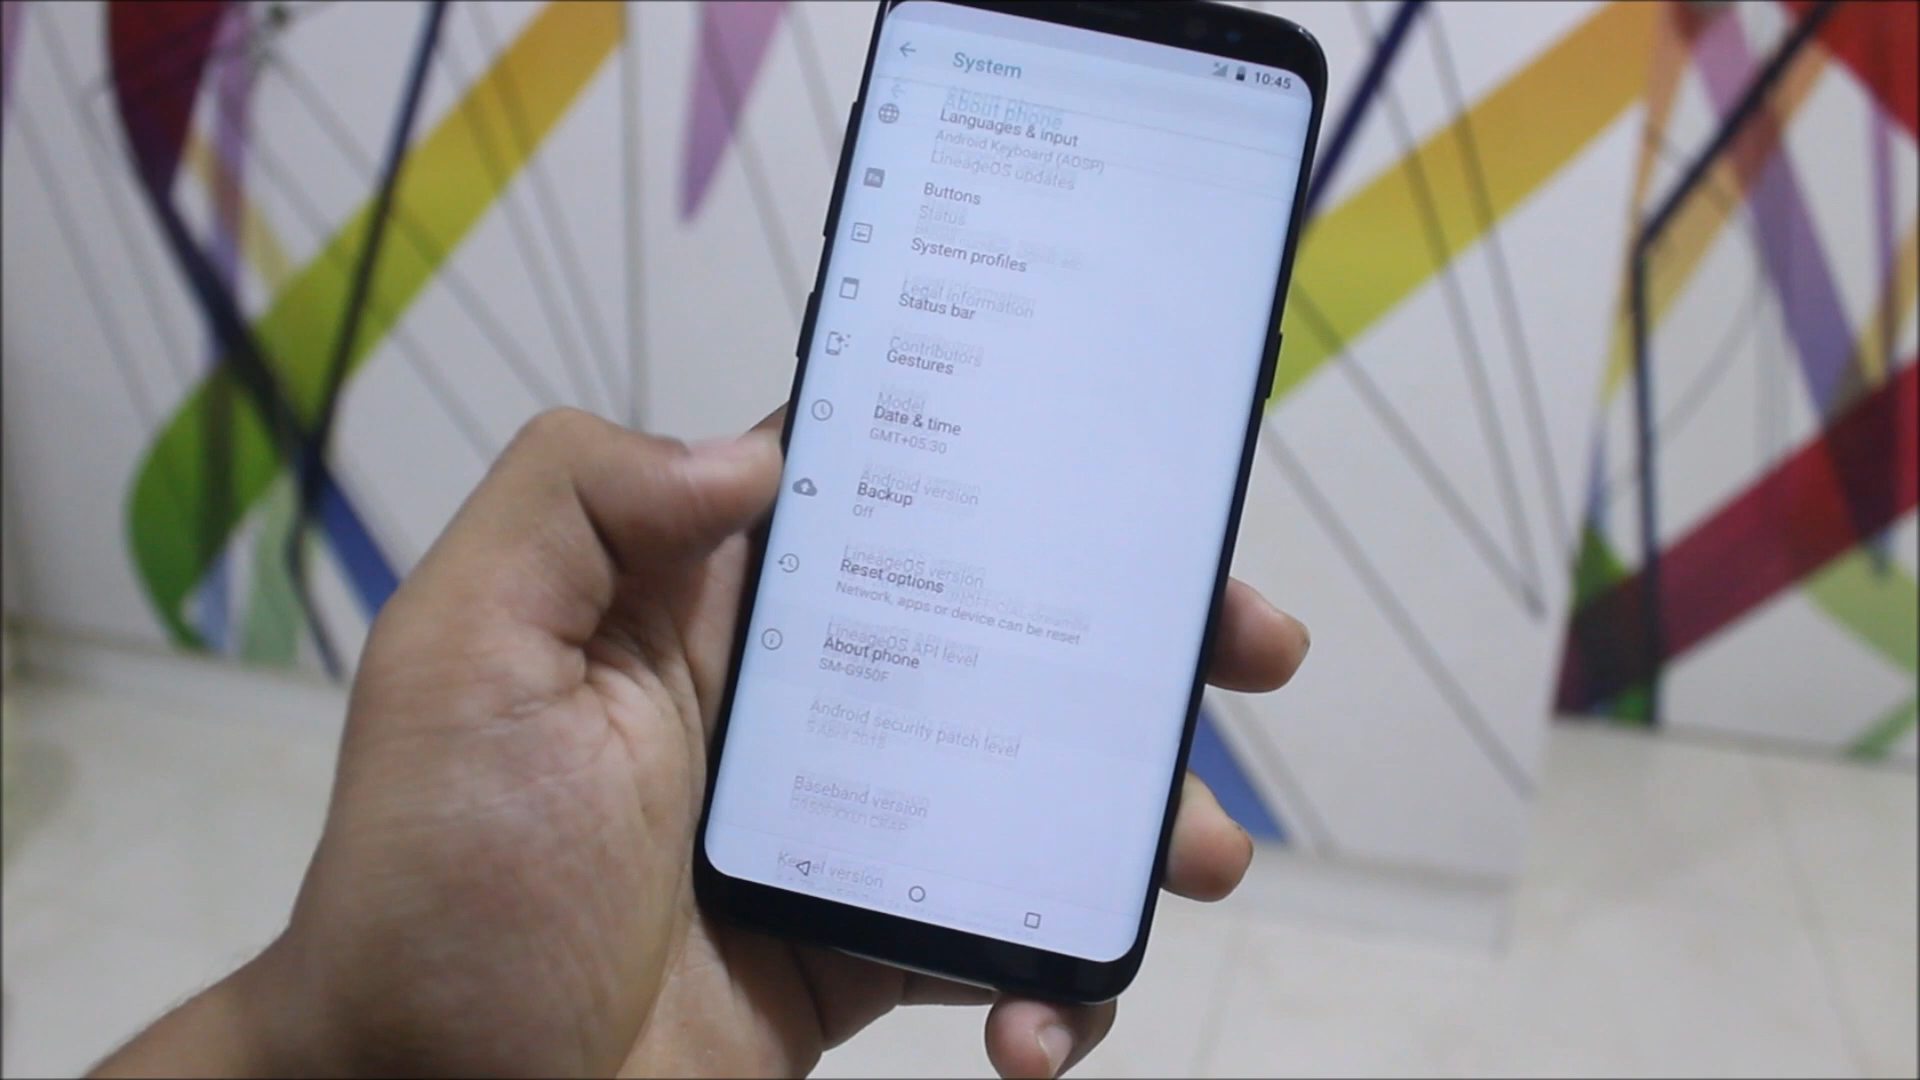 System
10:45
About phone
Languages & input
Android Keyboard (AOSP)
LineageOS updates
Buttons
Status
System profiles
Legal information
Status bar
Contributors
Gestures
Model
Date & time
GMT+05:30
Android version
Backup
Off
LineageOS version
Reset options
Network, apps or device can be reset
LineageOS API level
About phone
SM-G950F
Android security patch level
5 April 2018
Baseband version
Kernel version